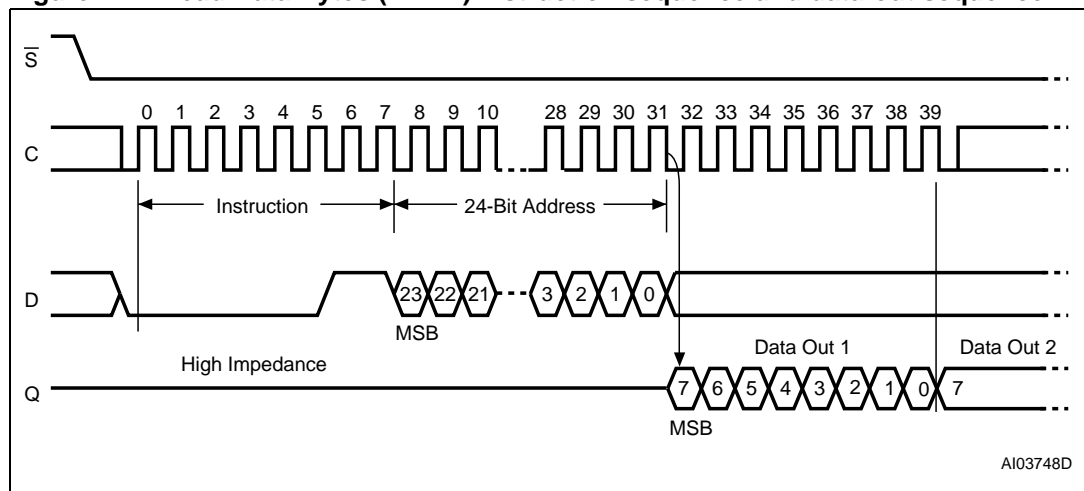 S
0 1 2 3 4 5 6 7 8 9 10 28 29 30 31 32 33 34 35 36 37 38 39
C
Instruction 24-Bit Address
D
23 22 21 3 2 1 0
MSB
High Impedance
Data Out 1 Data Out 2
Q
7 6 5 4 3 2 1 0 7
MSB
AI03748D